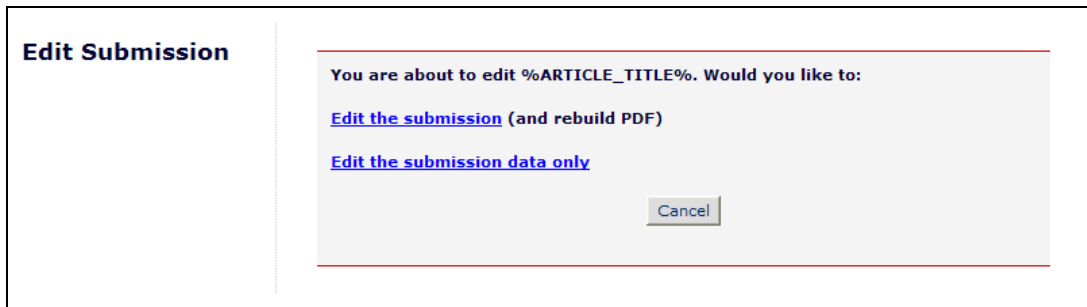 Edit Submission
You are about to edit %ARTICLE_TITLE%. Would you like to:
Edit the submission (and rebuild PDF)
Edit the submission data only
Cancel